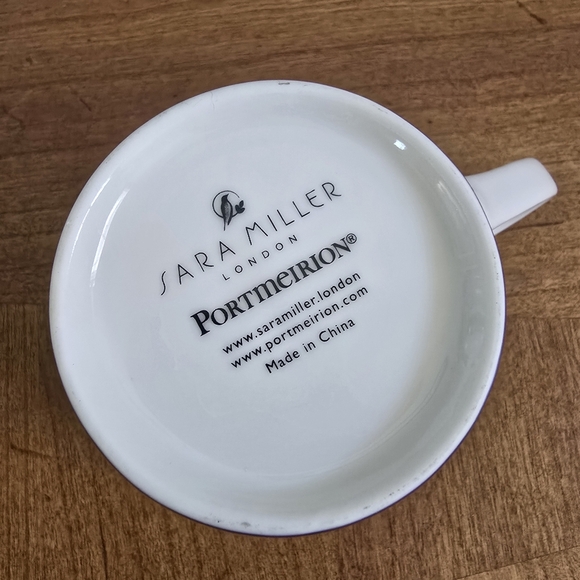 SARA MILLER
LONDON
PORTMEIRION®
www.saramiller.london
www.portmeirion.com
Made in China